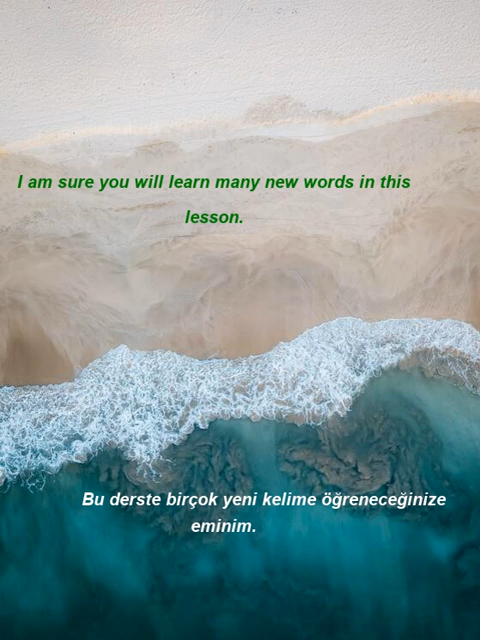 I am sure you will learn many new words in this
lesson.
Bu derste birçok yeni kelime öğreneceğinize
eminim.